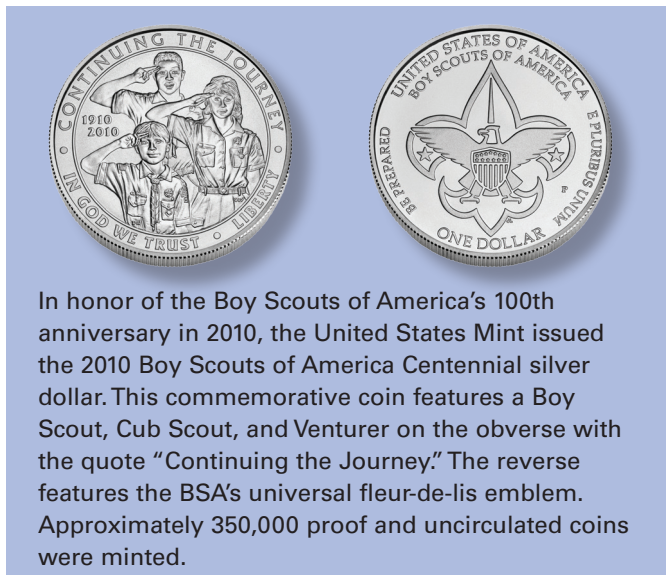 CONTINUING THE JOURNEY
1910
2010
IN GOD WE TRUST
LIBERTY
UNITED STATES OF AMERICA
BOY SCOUTS OF AMERICA
BE PREPARED
E PLURIBUS UNUM
P
ONE DOLLAR
In honor of the Boy Scouts of America’s 100th
anniversary in 2010, the United States Mint issued
the 2010 Boy Scouts of America Centennial silver
dollar. This commemorative coin features a Boy
Scout, Cub Scout, and Venturer on the obverse with
the quote “Continuing the Journey.” The reverse
features the BSA’s universal fleur-de-lis emblem.
Approximately 350,000 proof and uncirculated coins
were minted.